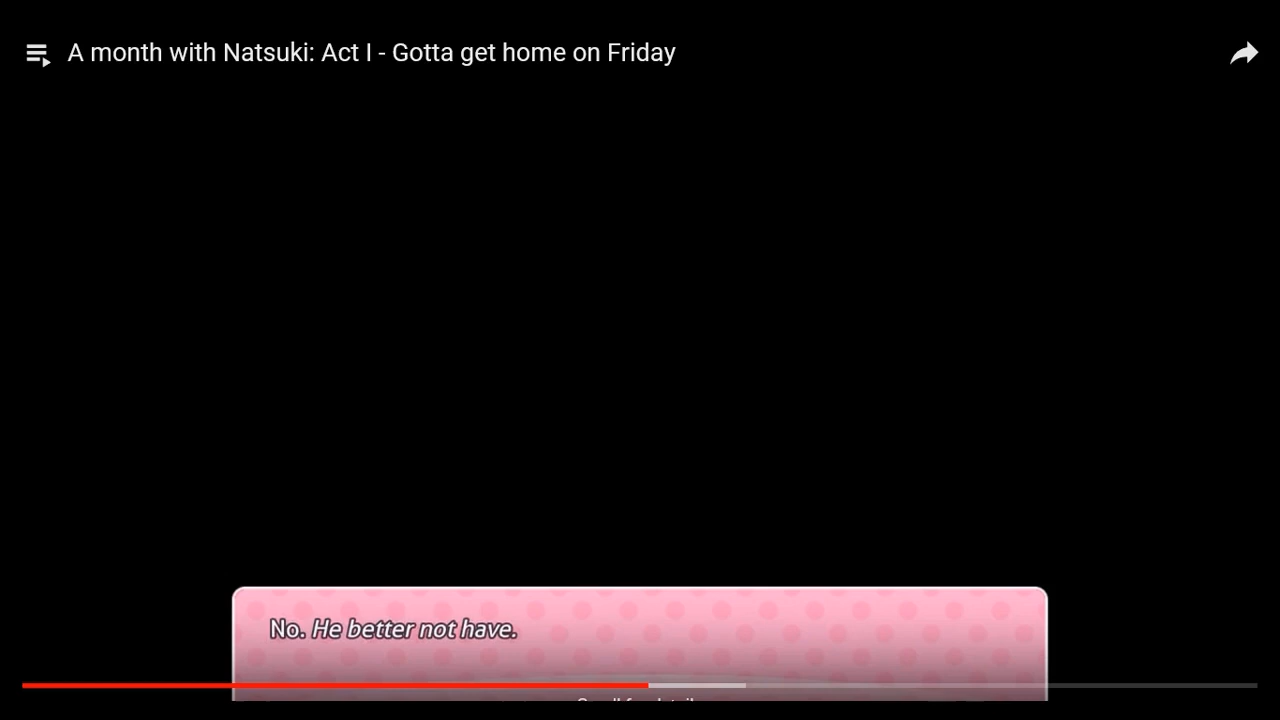 A month with Natsuki: Act I - Gotta get home on Friday
No. He better not have.